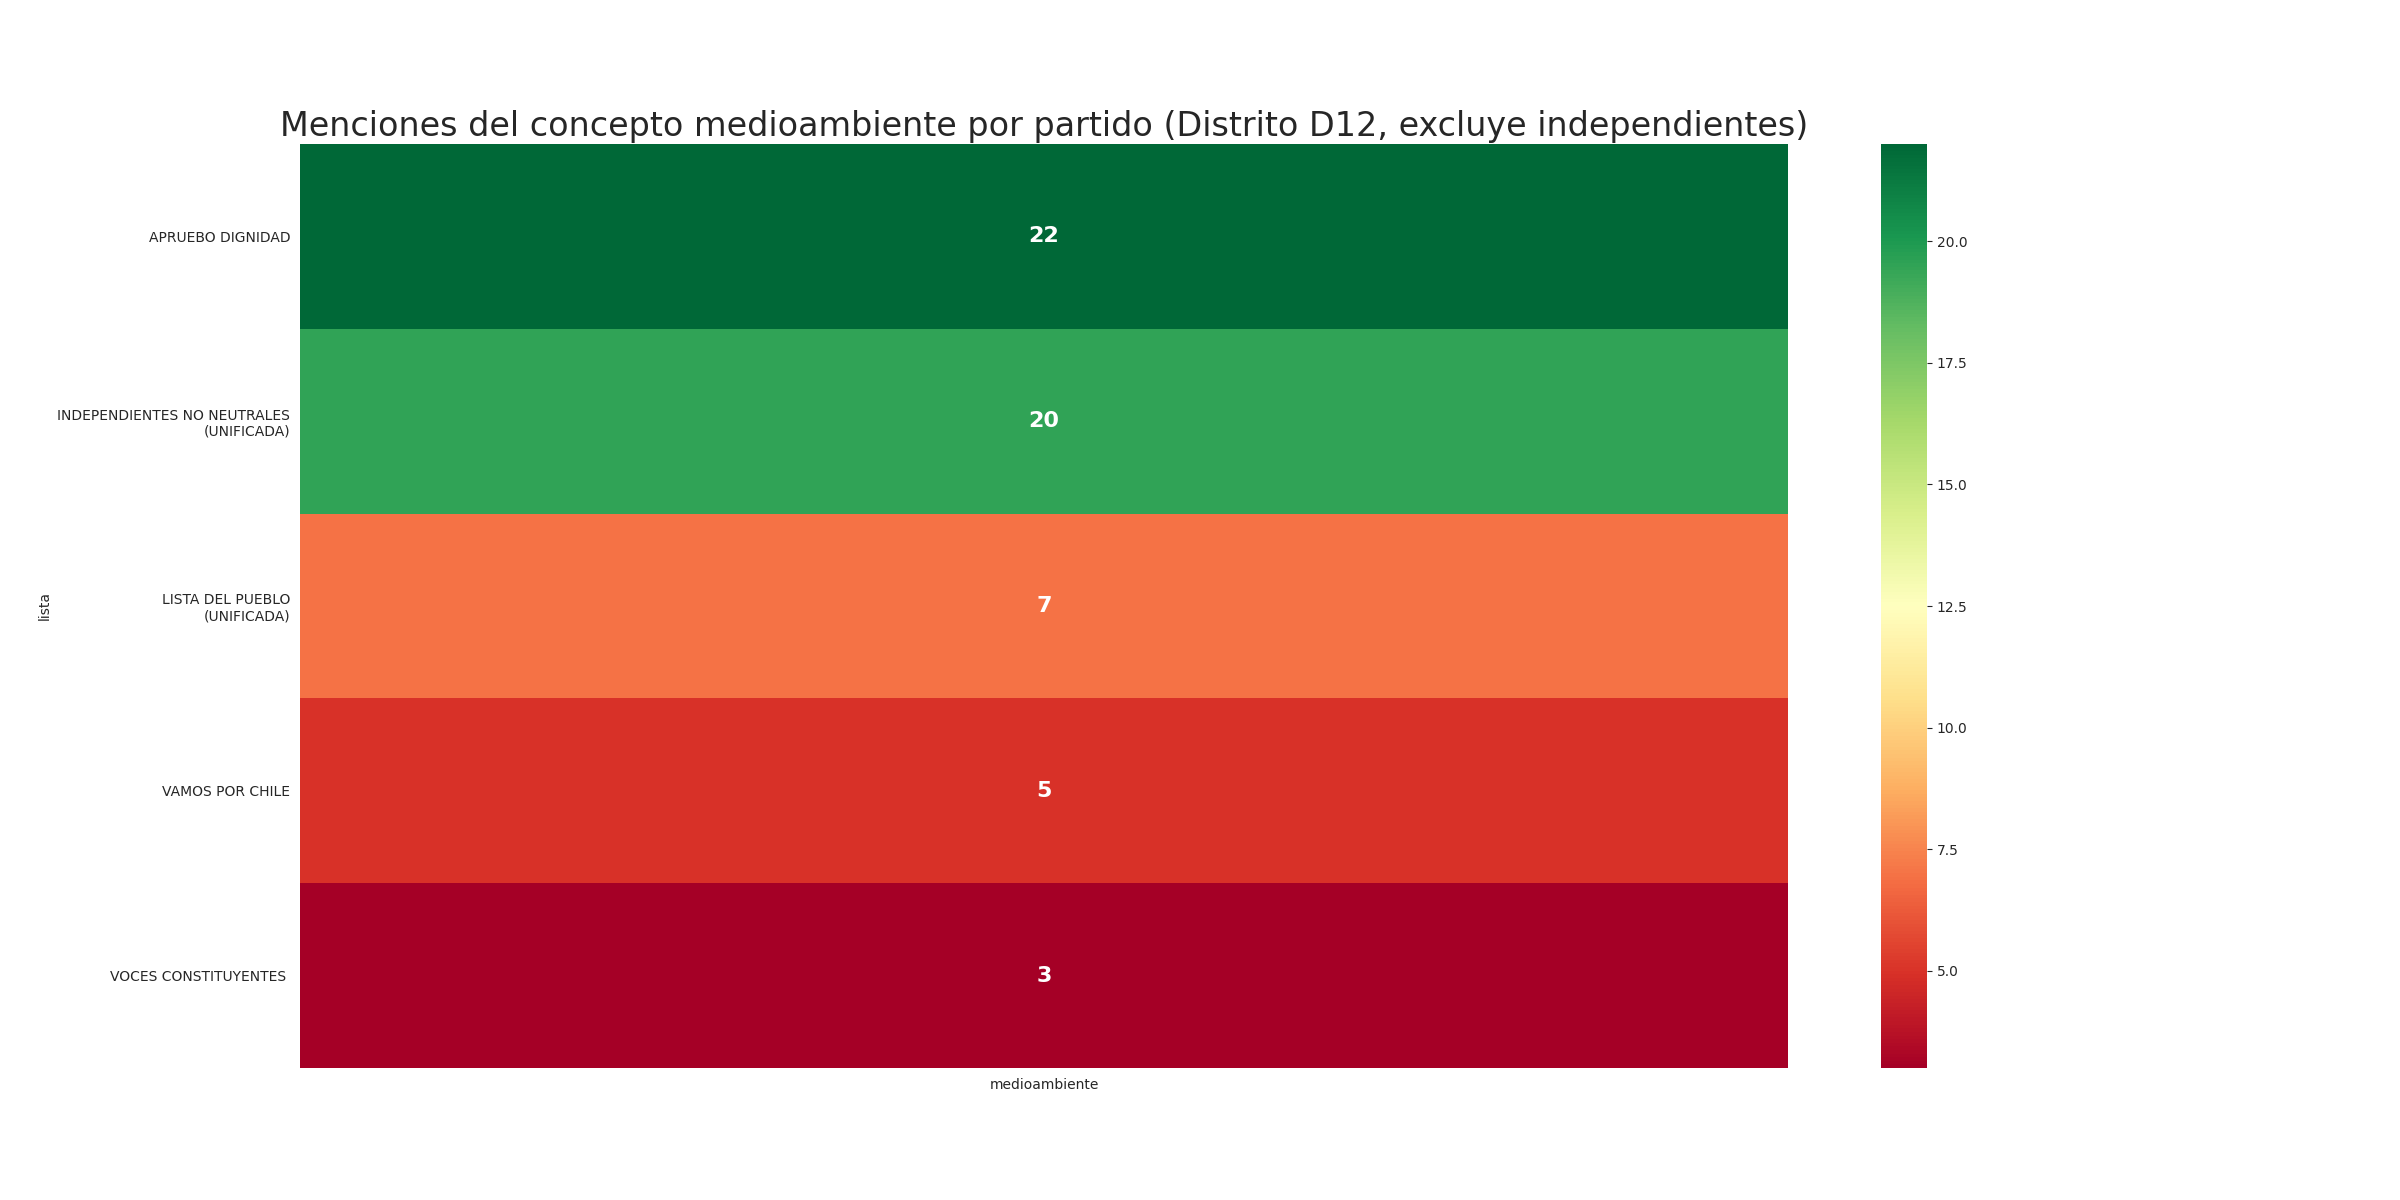 Menciones del concepto medioambiente por partido (Distrito D12, excluye independientes)
APRUEBO DIGNIDAD
22
INDEPENDIENTES NO NEUTRALES
(UNIFICADA)
20
LISTA DEL PUEBLO
(UNIFICADA)
7
VAMOS POR CHILE
5
VOCES CONSTITUYENTES
3
lista
medioambiente
20.0
17.5
15.0
12.5
10.0
7.5
5.0